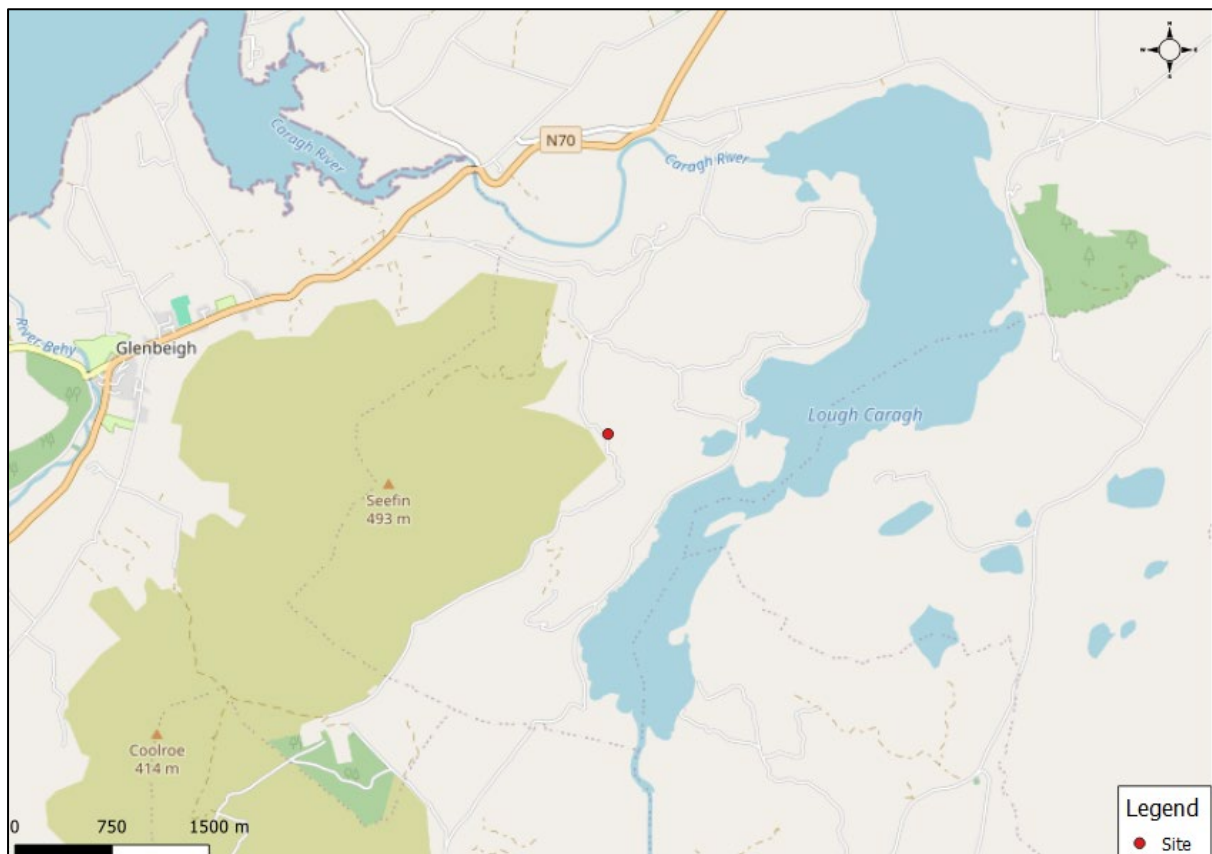 N
W
E
S
Caragh River
N70
Caragh River
River Behy
Glenbeigh
Lough Caragh
Seefin
493 m
Coolroe
414 m
0 750 1500 m
Legend
Site